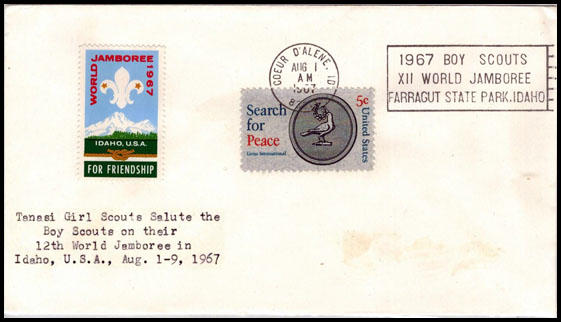 WORLD JAMBOREE 1967
IDAHO, U.S.A.
FOR FRIENDSHIP
COEUR D'ALENE, ID
AUG 1
AM
1967
Search
for
Peace
Lions International
5c
United States
1967 BOY SCOUTS
XII WORLD JAMBOREE
FARRAGUT STATE PARK, IDAHO
Tanasi Girl Scouts Salute the
Boy Scouts on their
12th World Jamboree in
Idaho, U.S.A., Aug. 1-9, 1967